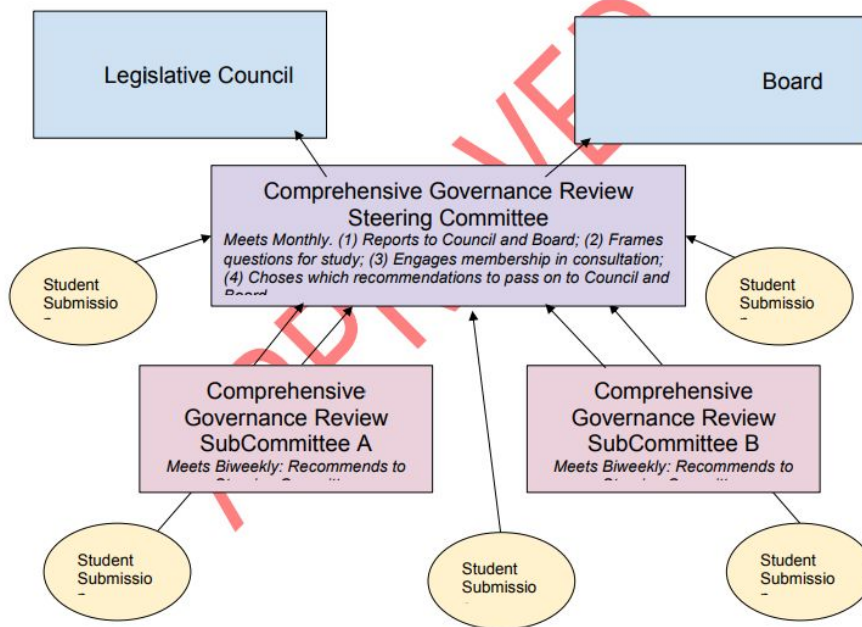 Legislative Council
Board
Comprehensive Governance Review
Steering Committee
Meets Monthly. (1) Reports to Council and Board; (2) Frames
questions for study; (3) Engages membership in consultation;
(4) Choses which recommendations to pass on to Council and
Board
Student
Submissio
Student
Submissio
Comprehensive
Governance Review
SubCommittee A
Meets Biweekly: Recommends to
Comprehensive
Governance Review
SubCommittee B
Meets Biweekly: Recommends to
Student
Submissio
Student
Submissio
Student
Submissio